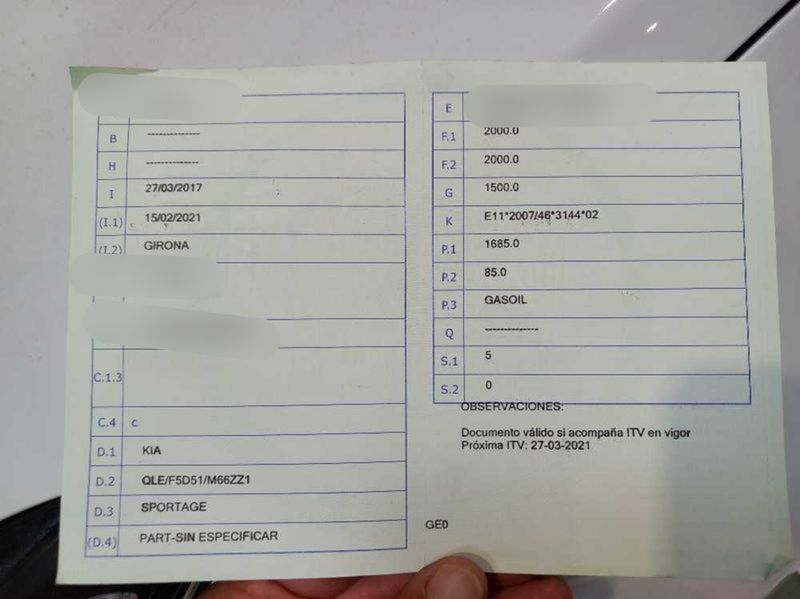 B -------------
H -------------
I 27/03/2017
(I.1) 15/02/2021
(I.2) GIRONA
C.1.3
C.4 c
D.1 KIA
D.2 QLE/F5D51/M66ZZ1
D.3 SPORTAGE
(D.4) PART-SIN ESPECIFICAR
E
F.1 2000.0
F.2 2000.0
G 1500.0
K E11*2007/46*3144*02
P.1 1685.0
P.2 85.0
P.3 GASOIL
Q -------------
S.1 5
S.2 0
OBSERVACIONES:
Documento válido si acompaña ITV en vigor
Próxima ITV: 27-03-2021
GE0